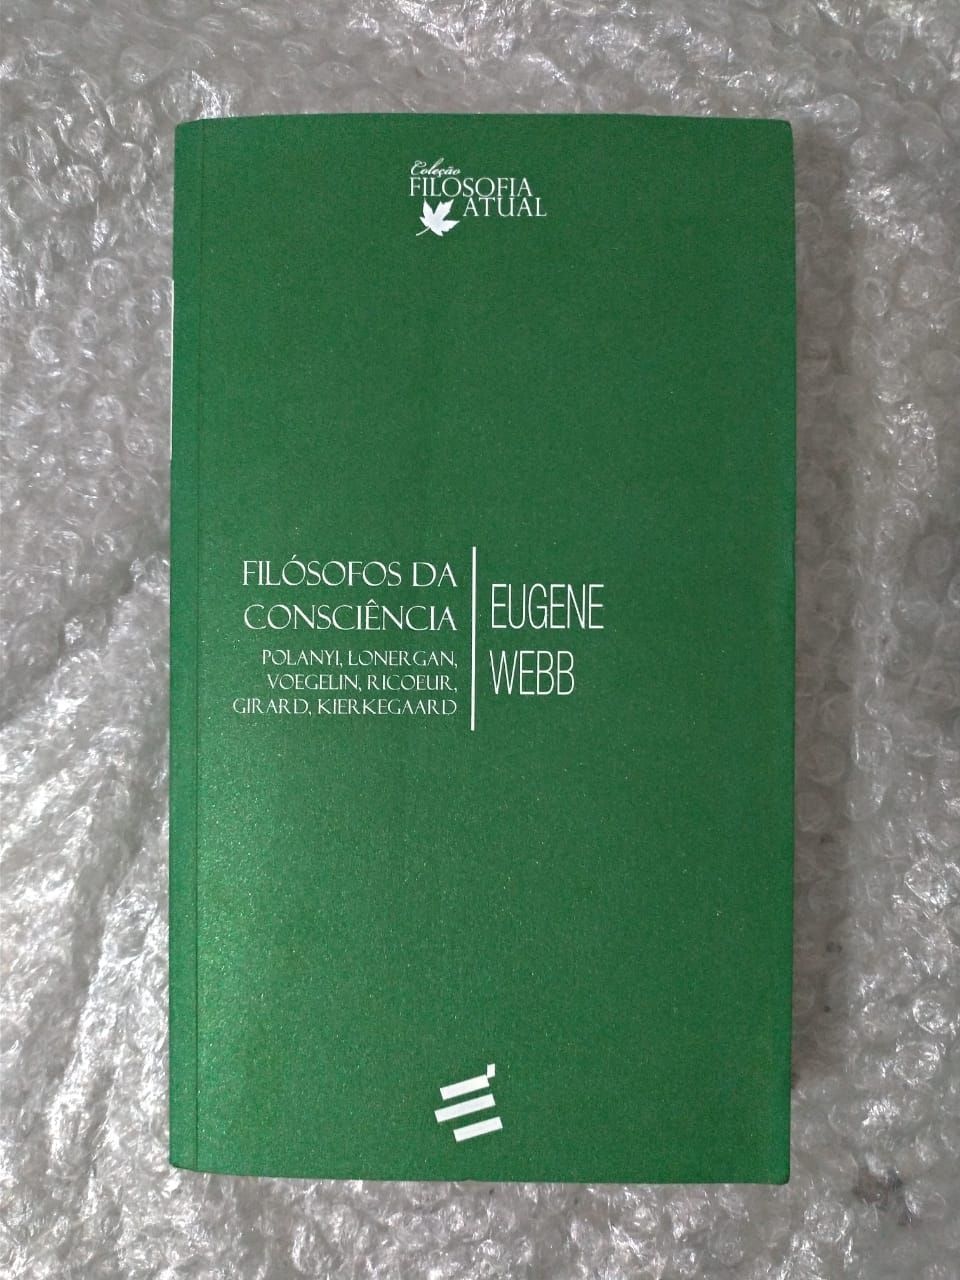 Coleção
FILOSOFIA
ATUAL
FILÓSOFOS DA
CONSCIÊNCIA
POLANYI, LONERGAN,
VOEGELIN, RICOEUR,
GIRARD, KIERKEGAARD
EUGENE
WEBB